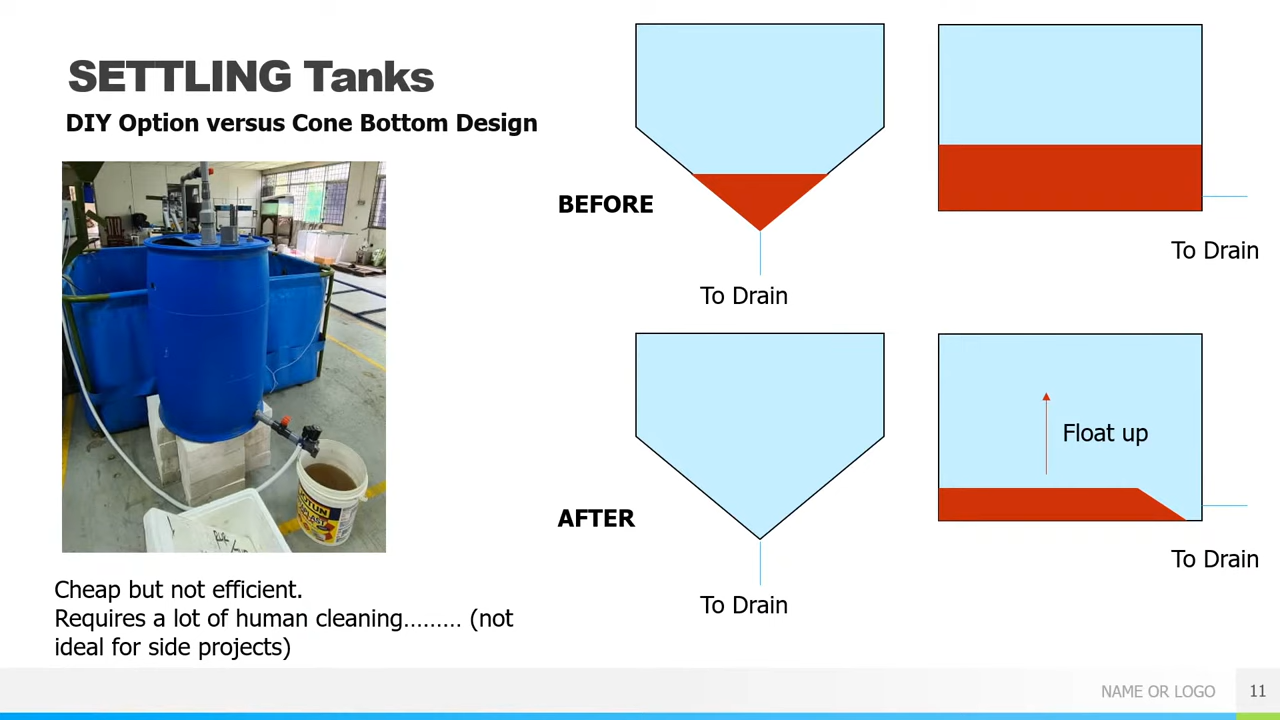 SETTLING Tanks
DIY Option versus Cone Bottom Design
BEFORE
To Drain
To Drain
Float up
AFTER
To Drain
To Drain
Cheap but not efficient.
Requires a lot of human cleaning……… (not
ideal for side projects)
NAME OR LOGO
11